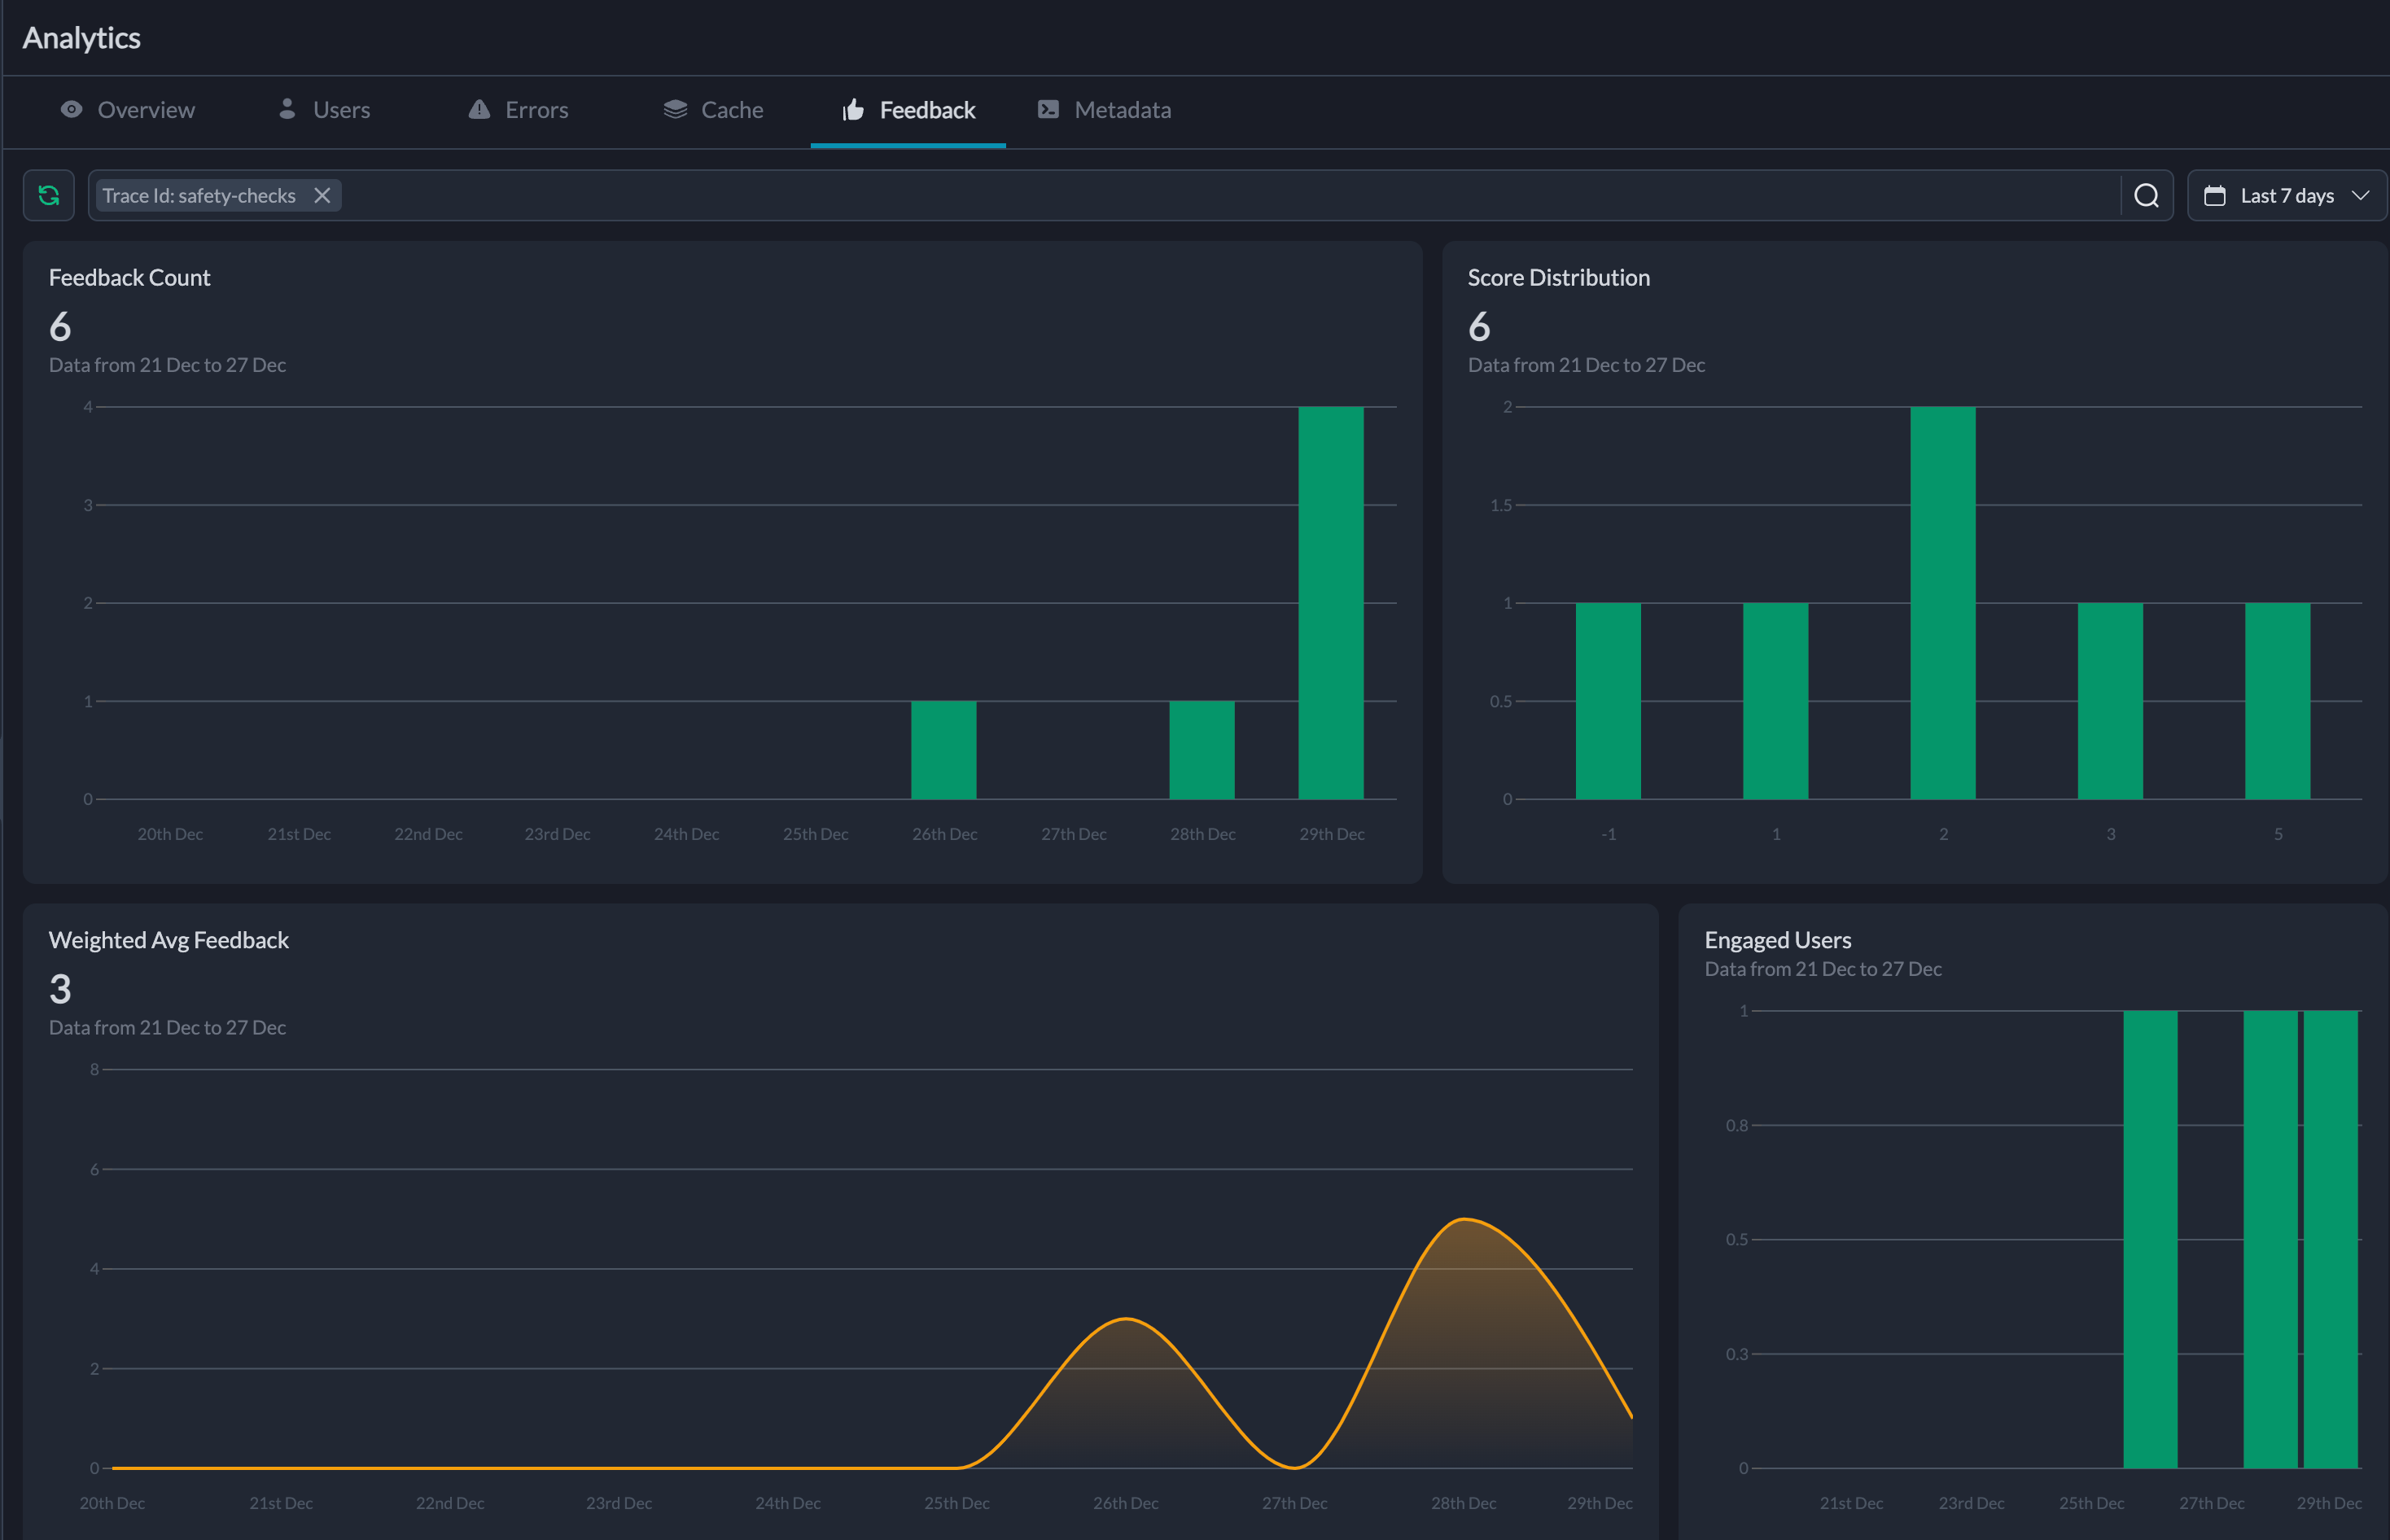 Analytics
Overview
Users
Errors
Cache
Feedback
Metadata
Trace Id: safety-checks
Last 7 days
Feedback Count
6
Data from 21 Dec to 27 Dec
4
3
2
1
0
20th Dec 21st Dec 22nd Dec 23rd Dec 24th Dec 25th Dec 26th Dec 27th Dec 28th Dec 29th Dec
Score Distribution
6
Data from 21 Dec to 27 Dec
2
1.5
1
0.5
0
-1 1 2 3 5
Weighted Avg Feedback
3
Data from 21 Dec to 27 Dec
8
6
4
2
0
20th Dec 21st Dec 22nd Dec 23rd Dec 24th Dec 25th Dec 26th Dec 27th Dec 28th Dec 29th Dec
Engaged Users
Data from 21 Dec to 27 Dec
1
0.8
0.5
0.3
0
21st Dec 23rd Dec 25th Dec 27th Dec 29th Dec